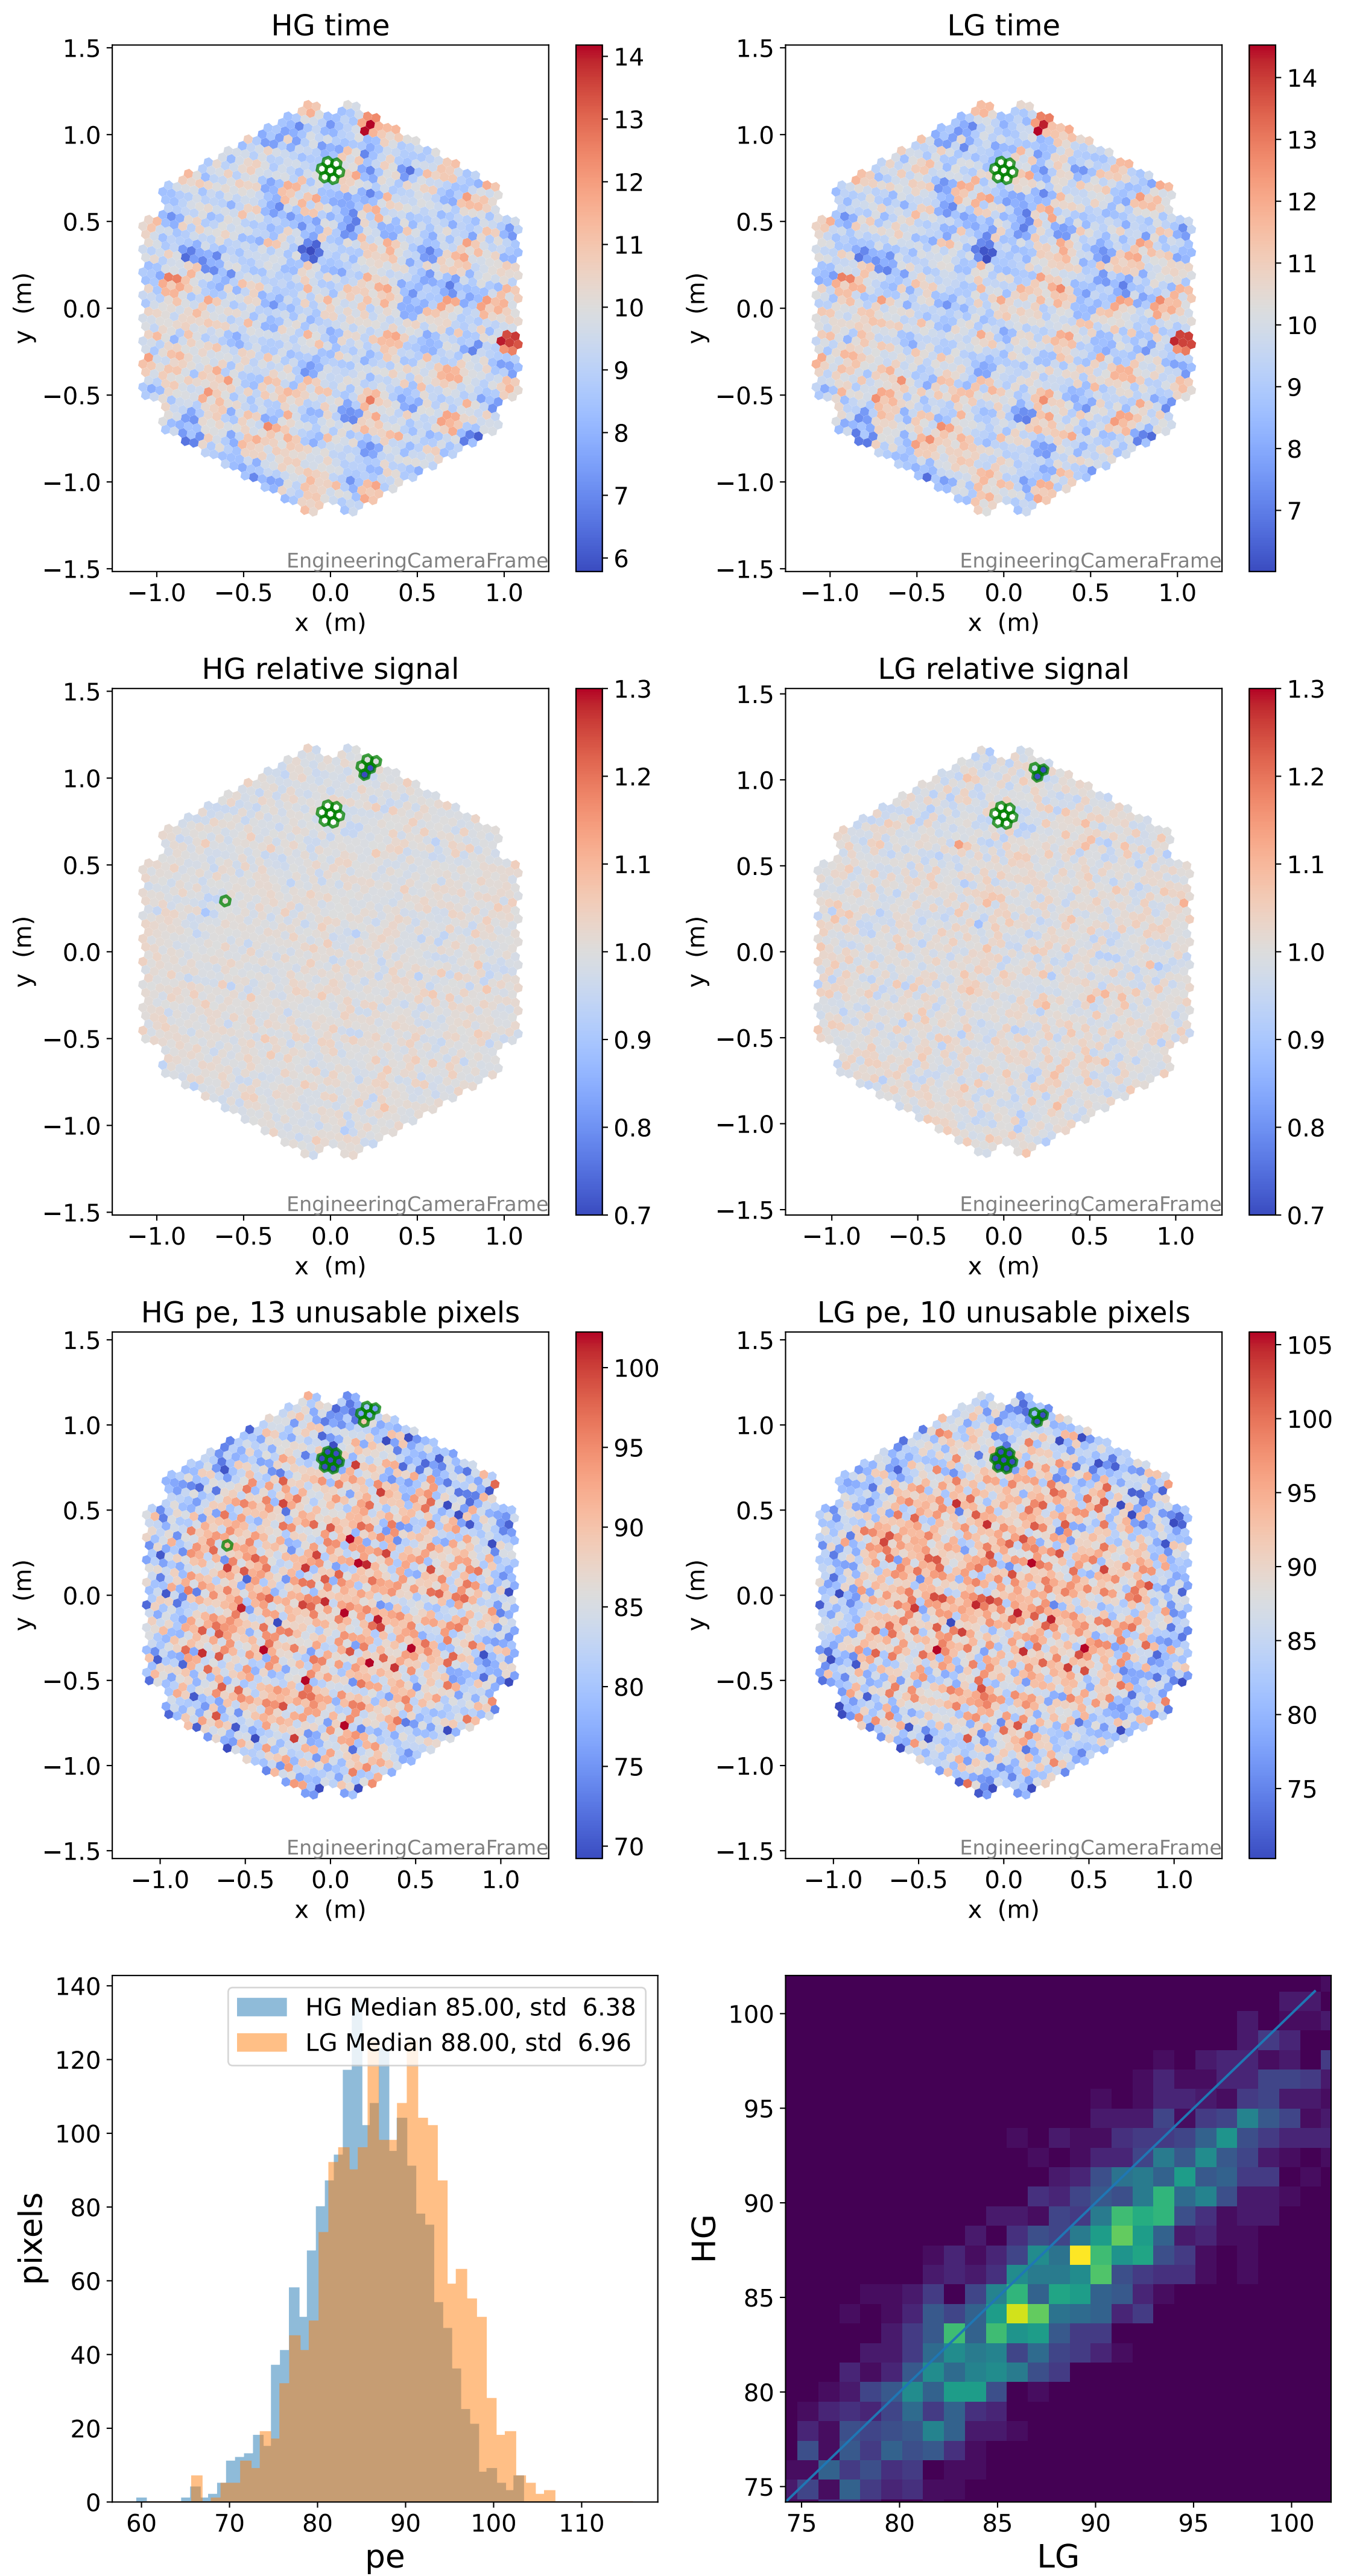 HG time
LG time
1.5
1.0
0.5
0.0
−0.5
−1.0
−1.5
y (m)
−1.0 −0.5 0.0 0.5 1.0
x (m)
EngineeringCameraFrame
14
13
12
11
10
9
8
7
6
1.5
1.0
0.5
0.0
−0.5
−1.0
−1.5
y (m)
−1.0 −0.5 0.0 0.5 1.0
x (m)
EngineeringCameraFrame
14
13
12
11
10
9
8
7
HG relative signal
LG relative signal
1.5
1.0
0.5
0.0
−0.5
−1.0
−1.5
y (m)
−1.0 −0.5 0.0 0.5 1.0
x (m)
EngineeringCameraFrame
1.3
1.2
1.1
1.0
0.9
0.8
0.7
1.5
1.0
0.5
0.0
−0.5
−1.0
−1.5
y (m)
−1.0 −0.5 0.0 0.5 1.0
x (m)
EngineeringCameraFrame
1.3
1.2
1.1
1.0
0.9
0.8
0.7
HG pe, 13 unusable pixels
LG pe, 10 unusable pixels
1.5
1.0
0.5
0.0
−0.5
−1.0
−1.5
y (m)
−1.0 −0.5 0.0 0.5 1.0
x (m)
EngineeringCameraFrame
100
95
90
85
80
75
70
1.5
1.0
0.5
0.0
−0.5
−1.0
−1.5
y (m)
−1.0 −0.5 0.0 0.5 1.0
x (m)
EngineeringCameraFrame
105
100
95
90
85
80
75
HG Median 85.00, std 6.38
LG Median 88.00, std 6.96
140
120
100
80
60
40
20
0
pixels
60 70 80 90 100 110
pe
100
95
90
85
80
75
HG
75 80 85 90 95 100
LG